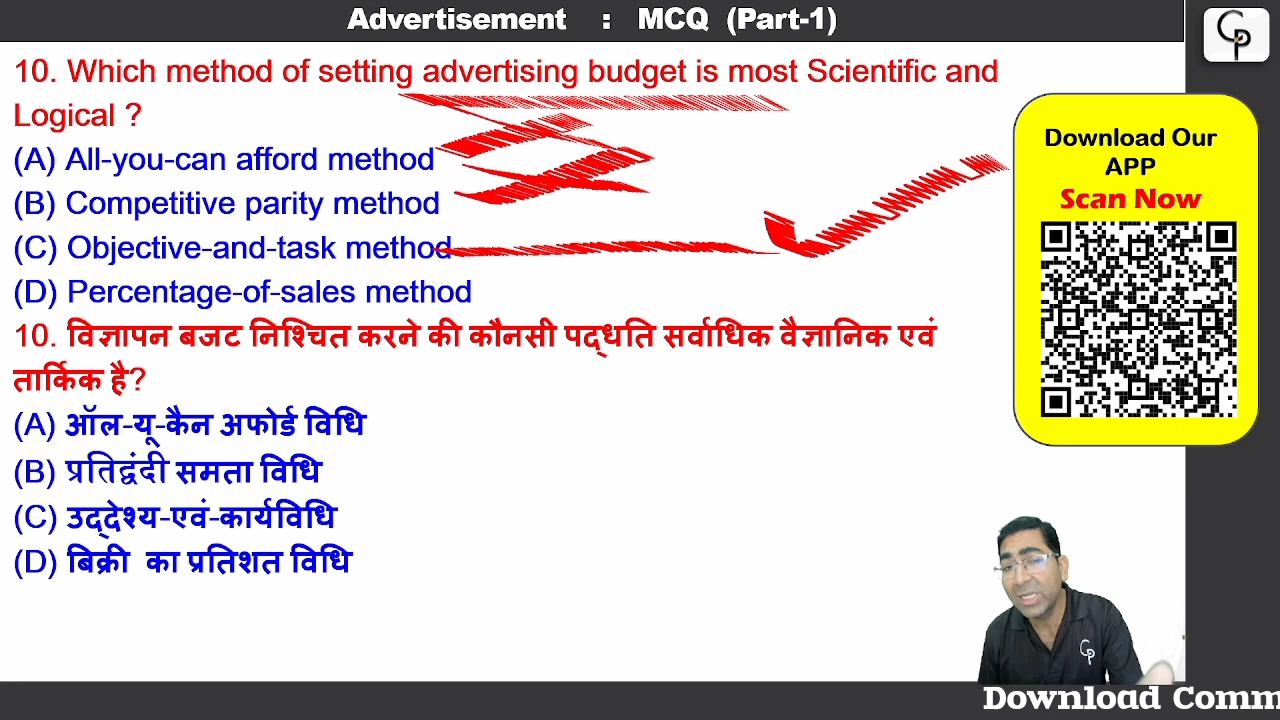 Advertisement : MCQ (Part-1)
10. Which method of setting advertising budget is most Scientific and
Logical ?
(A) All-you-can afford method
(B) Competitive parity method
(C) Objective-and-task method
(D) Percentage-of-sales method
10. विज्ञापन बजट निश्चित करने की कौनसी पद्धति सर्वाधिक वैज्ञानिक एवं
तार्किक है?
(A) ऑल-यू-कैन अफोर्ड विधि
(B) प्रतिद्वंदी समता विधि
(C) उद्देश्य-एवं-कार्यविधि
(D) बिक्री का प्रतिशत विधि
CP
Download Our
APP
Scan Now
CP
Download Comm